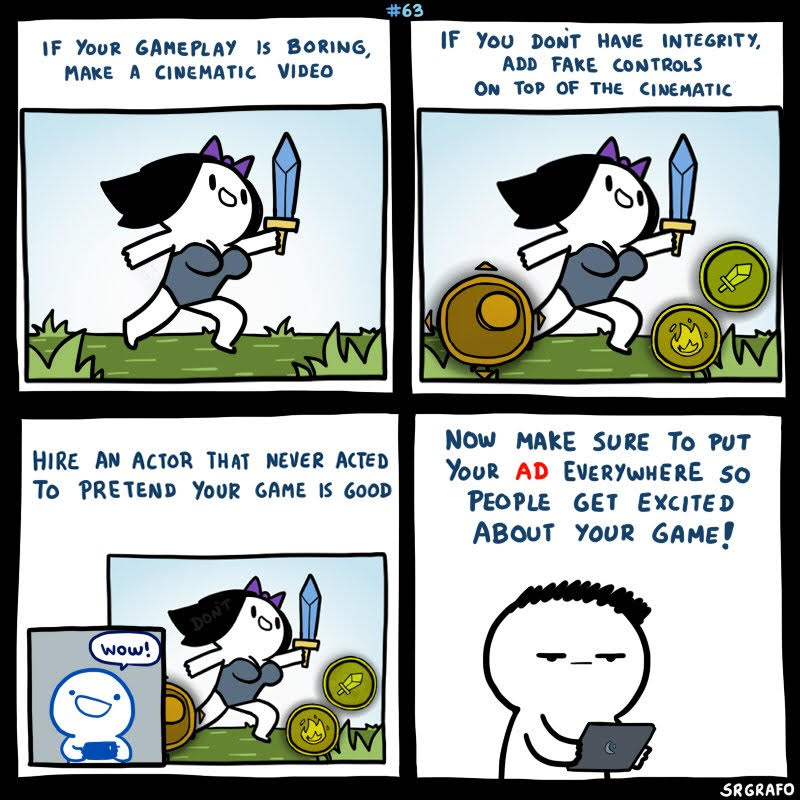 #63
IF YOUR GAMEPLAY IS BORING,
MAKE A CINEMATIC VIDEO
IF YOU DON'T HAVE INTEGRITY,
ADD FAKE CONTROLS
ON TOP OF THE CINEMATIC
HIRE AN ACTOR THAT NEVER ACTED
TO PRETEND YOUR GAME IS GOOD
DON'T
WOW!
NOW MAKE SURE TO PUT
YOUR AD EVERYWHERE SO
PEOPLE GET EXCITED
ABOUT YOUR GAME!
SRGRAFO